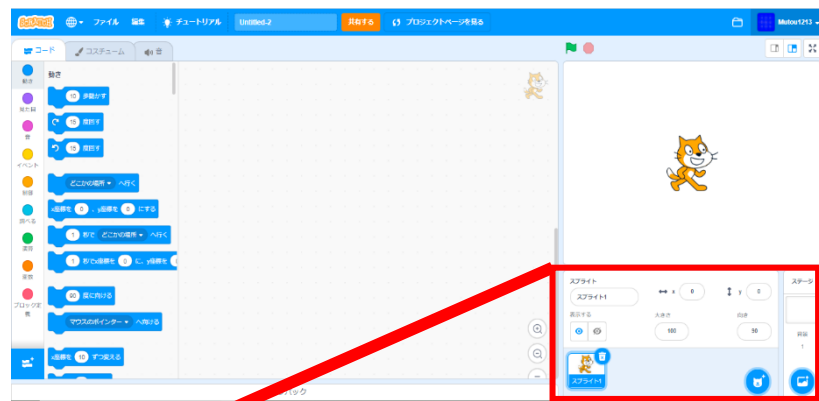 SCRATCH
ファイル 編集 チュートリアル Untitled-2 共有する プロジェクトページを見る Mutou1213
コード コスチューム 音
動き
見た目
音
イベント
制御
調べる
演算
変数
ブロック定義
動き
10 歩動かす
15 度回す
15 度回す
どこかの場所 へ行く
x座標を 0 、y座標を 0 にする
1 秒で どこかの場所 へ行く
1 秒でx座標を 0 に、y座標を
90 度に向ける
マウスのポインター へ向ける
x座標を 10 ずつ変える
パック
スプライト
スプライト1
x 0
y 0
表示する
大きさ
100
向き
90
スプライト1
ステージ
背景
1